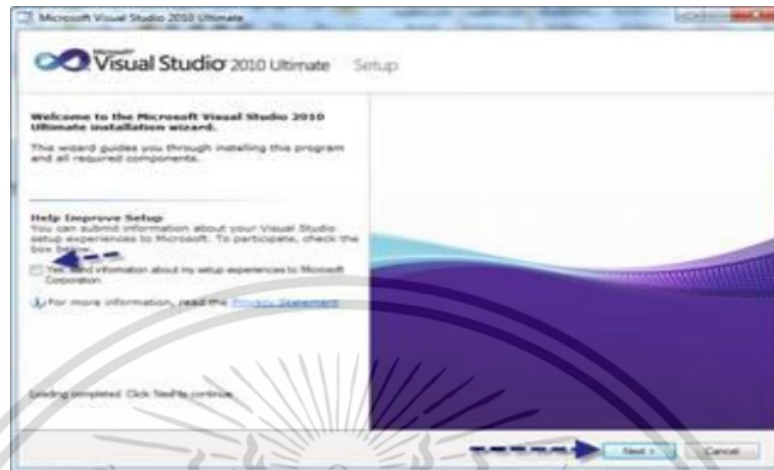 Microsoft Visual Studio 2010 Ultimate
Microsoft
Visual Studio 2010 Ultimate Setup
Welcome to the Microsoft Visual Studio 2010
Ultimate installation wizard.
This wizard guides you through installing this program
and all required components.
Help Improve Setup
You can submit information about your Visual Studio
setup experiences to Microsoft. To participate, check the
box below.
Yes, send information about my setup experiences to Microsoft
Corporation.
For more information, read the Privacy Statement
Loading completed. Click 'Next' to continue.
Next >
Cancel